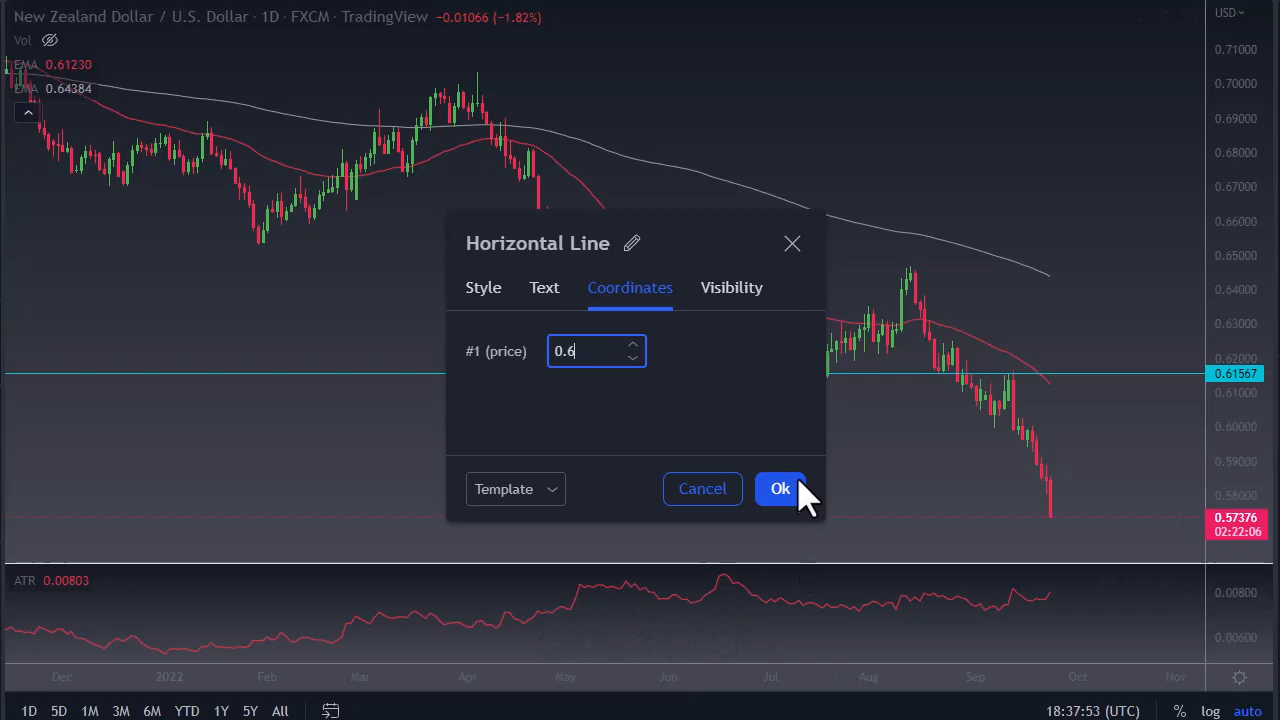 New Zealand Dollar / U.S. Dollar · 1D · FXCM · TradingView −0.01066 (−1.82%)
USD
Vol
EMA 0.61230
EMA 0.64384
0.71000
0.70000
0.69000
0.68000
0.67000
0.66000
0.65000
0.64000
0.63000
0.62000
0.61567
0.61000
0.60000
0.59000
0.58000
0.57376
02:22:06
Horizontal Line
Style Text Coordinates Visibility
#1 (price) 0.6
Template Cancel Ok
ATR 0.00803
0.00800
0.00600
Dec 2022 Feb Mar Apr May Jun Jul Aug Sep Oct Nov
1D 5D 1M 3M 6M YTD 1Y 5Y All 18:37:53 (UTC) % log auto